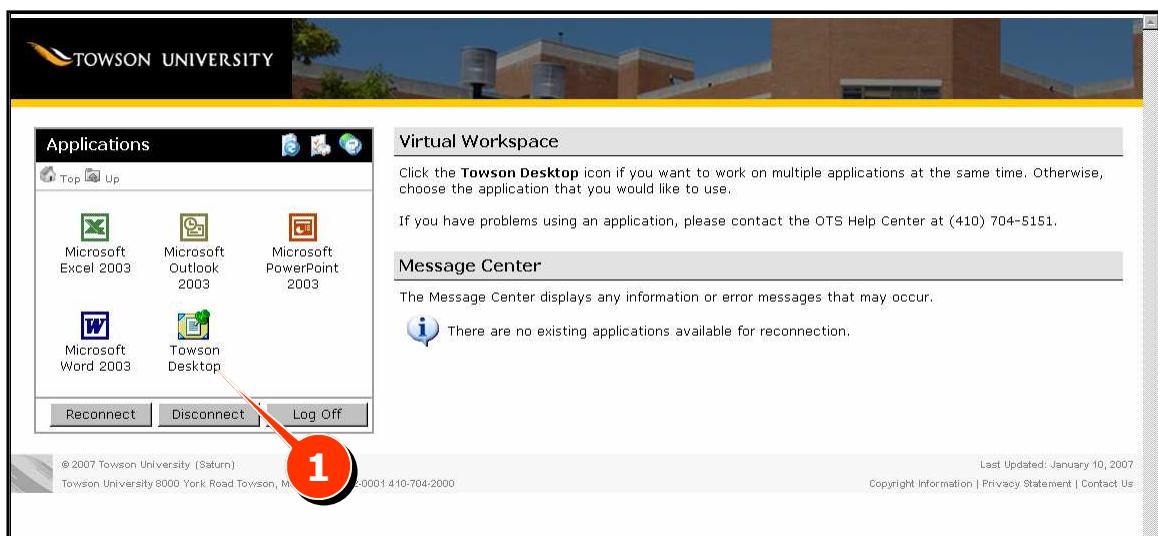 TOWSON UNIVERSITY
Applications
Top Up
Microsoft
Excel 2003
Microsoft
Outlook
2003
Microsoft
PowerPoint
2003
Microsoft
Word 2003
Towson
Desktop
Reconnect Disconnect Log Off
Virtual Workspace
Click the Towson Desktop icon if you want to work on multiple applications at the same time. Otherwise,
choose the application that you would like to use.
If you have problems using an application, please contact the OTS Help Center at (410) 704-5151.
Message Center
The Message Center displays any information or error messages that may occur.
There are no existing applications available for reconnection.
1
© 2007 Towson University (Saturn)
Towson University 8000 York Road Towson, 0001 410-704-2000
Last Updated: January 10, 2007
Copyright Information | Privacy Statement | Contact Us